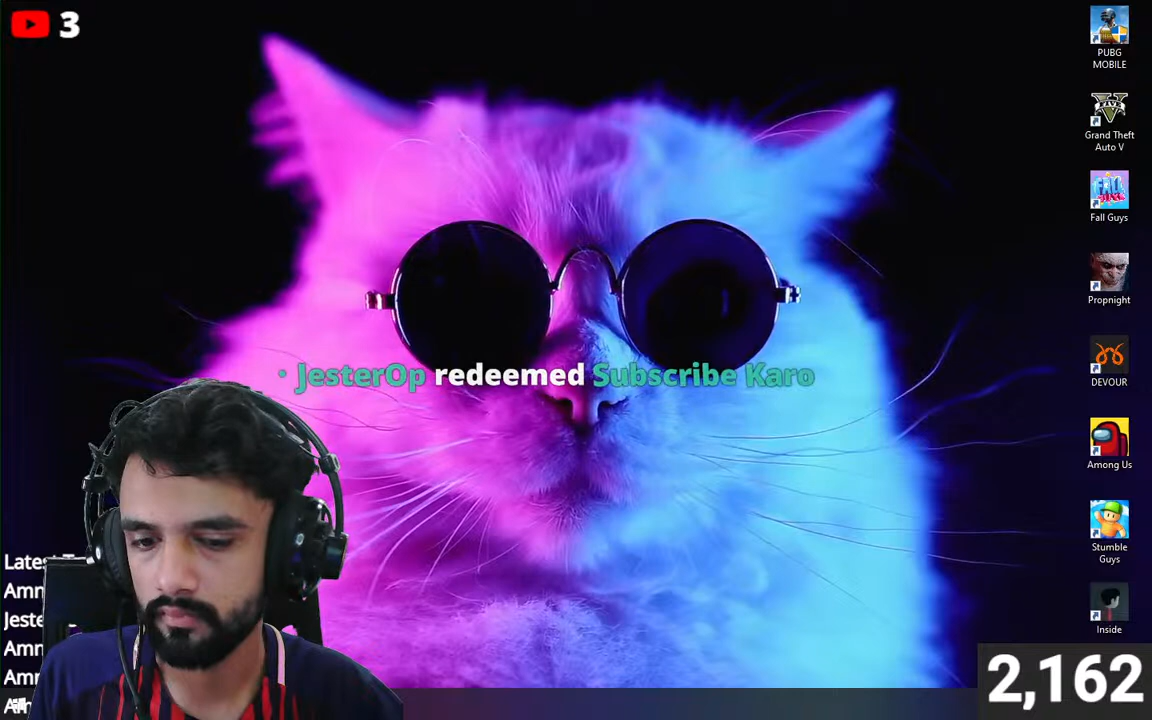 3
PUBG
MOBILE
Grand Theft
Auto V
Fall Guys
Propnight
DEVOUR
Among Us
Stumble
Guys
Inside
· JesterOp redeemed Subscribe Karo
2,162